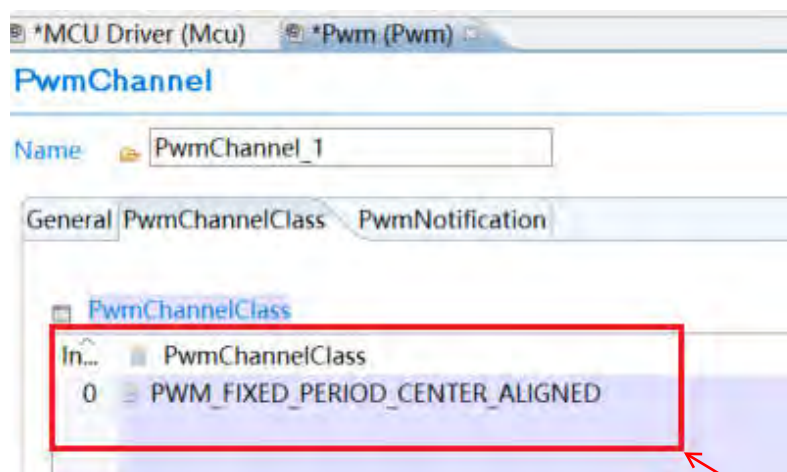 *MCU Driver (Mcu) *Pwm (Pwm)
PwmChannel
Name PwmChannel_1
General PwmChannelClass PwmNotification
PwmChannelClass
In... PwmChannelClass
0 PWM_FIXED_PERIOD_CENTER_ALIGNED